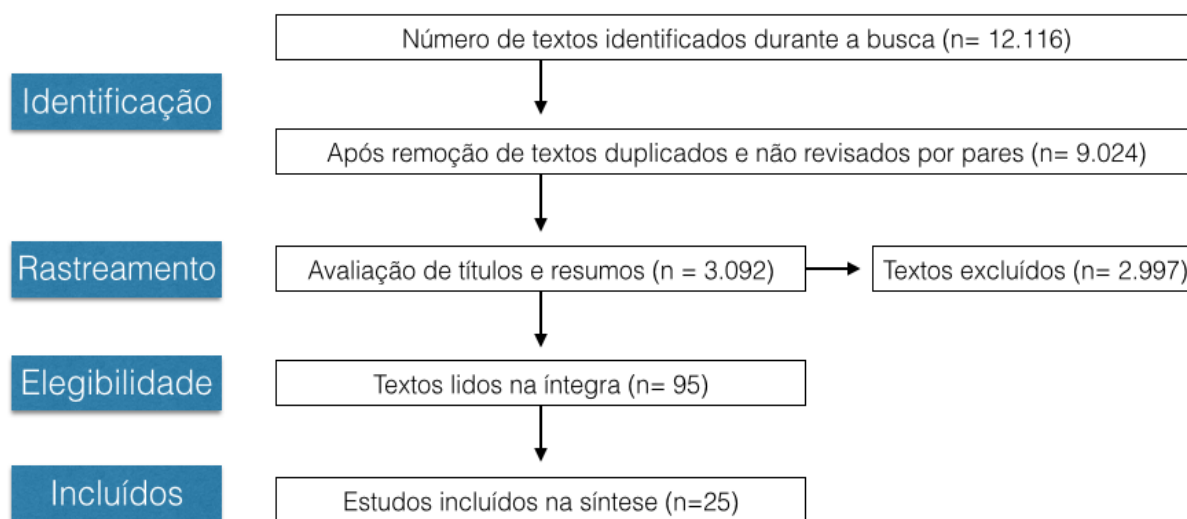 Número de textos identificados durante a busca (n= 12.116)
Identificação
Após remoção de textos duplicados e não revisados por pares (n= 9.024)
Rastreamento
Avaliação de títulos e resumos (n = 3.092)
Textos excluídos (n= 2.997)
Elegibilidade
Textos lidos na íntegra (n= 95)
Incluídos
Estudos incluídos na síntese (n=25)